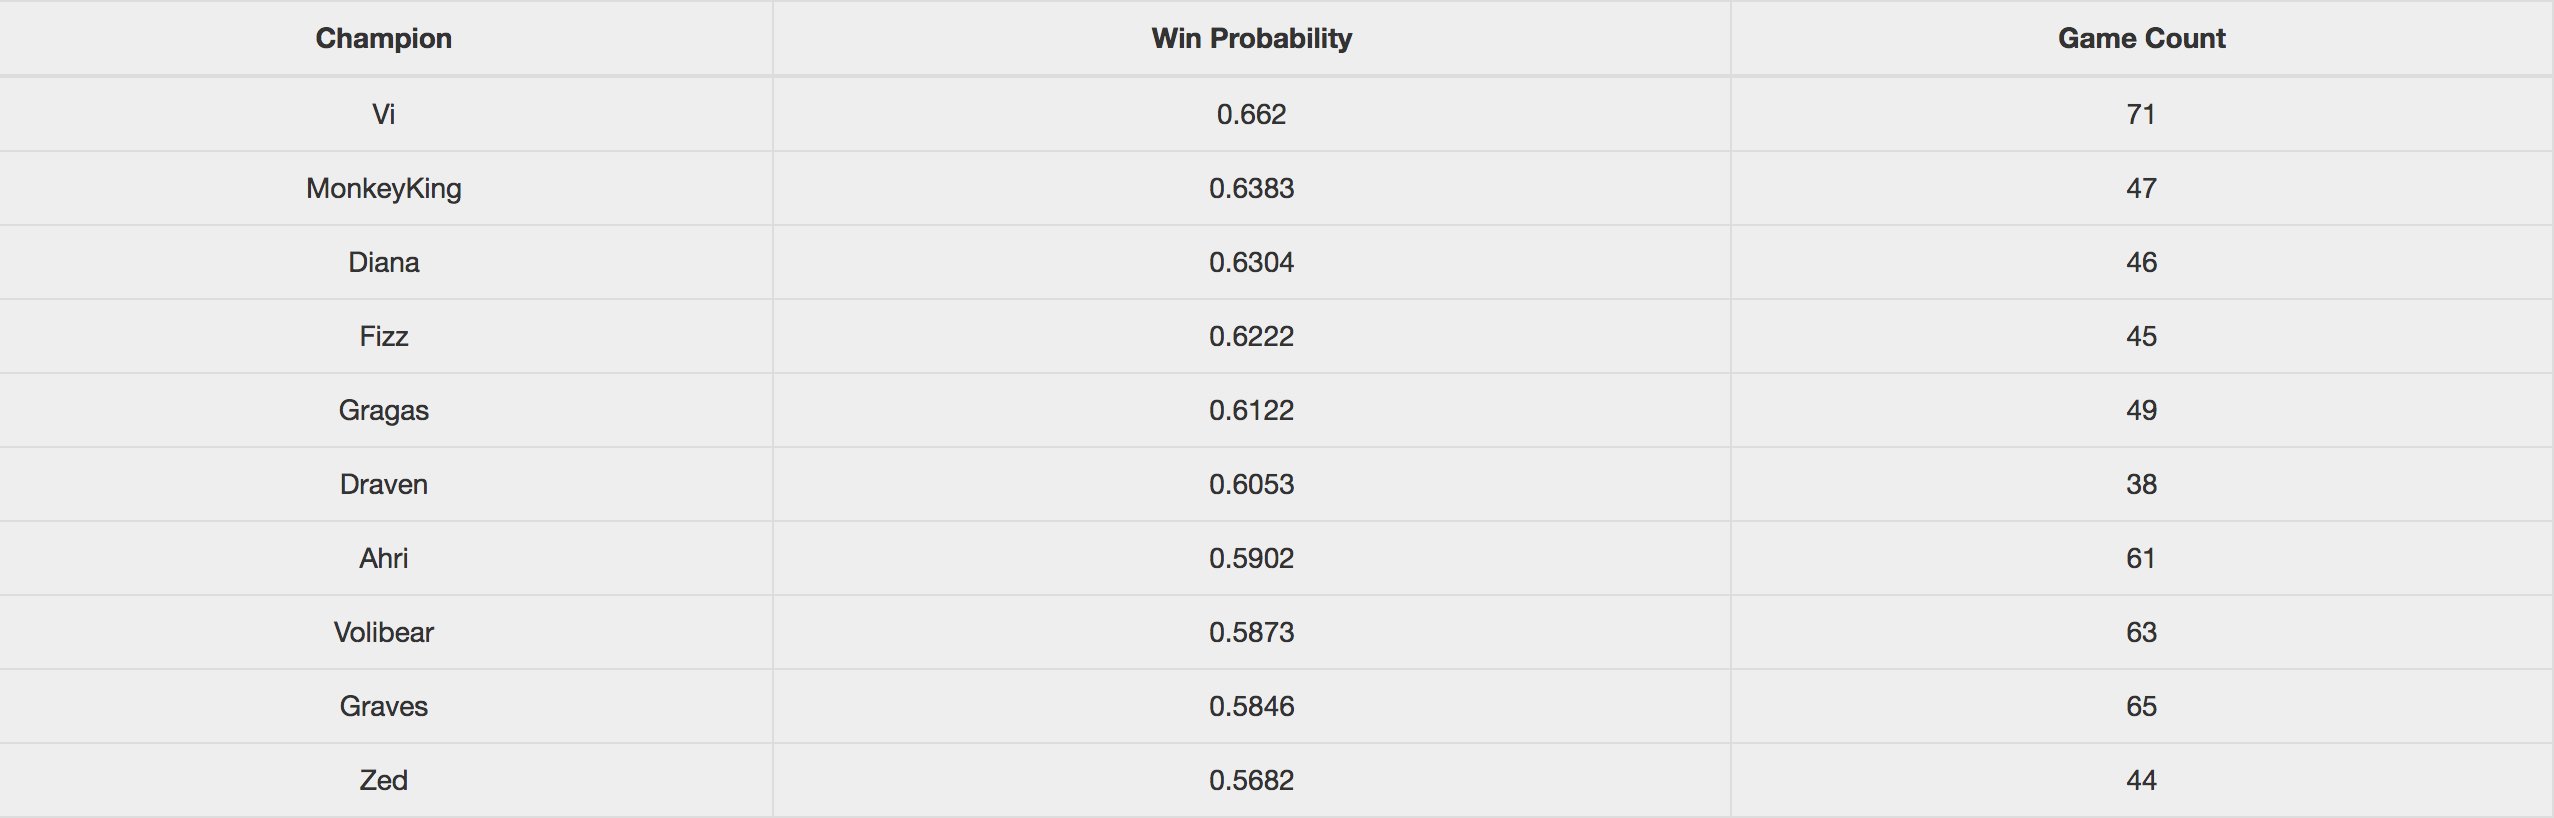 Champion Win Probability Game Count
Vi 0.662 71
MonkeyKing 0.6383 47
Diana 0.6304 46
Fizz 0.6222 45
Gragas 0.6122 49
Draven 0.6053 38
Ahri 0.5902 61
Volibear 0.5873 63
Graves 0.5846 65
Zed 0.5682 44